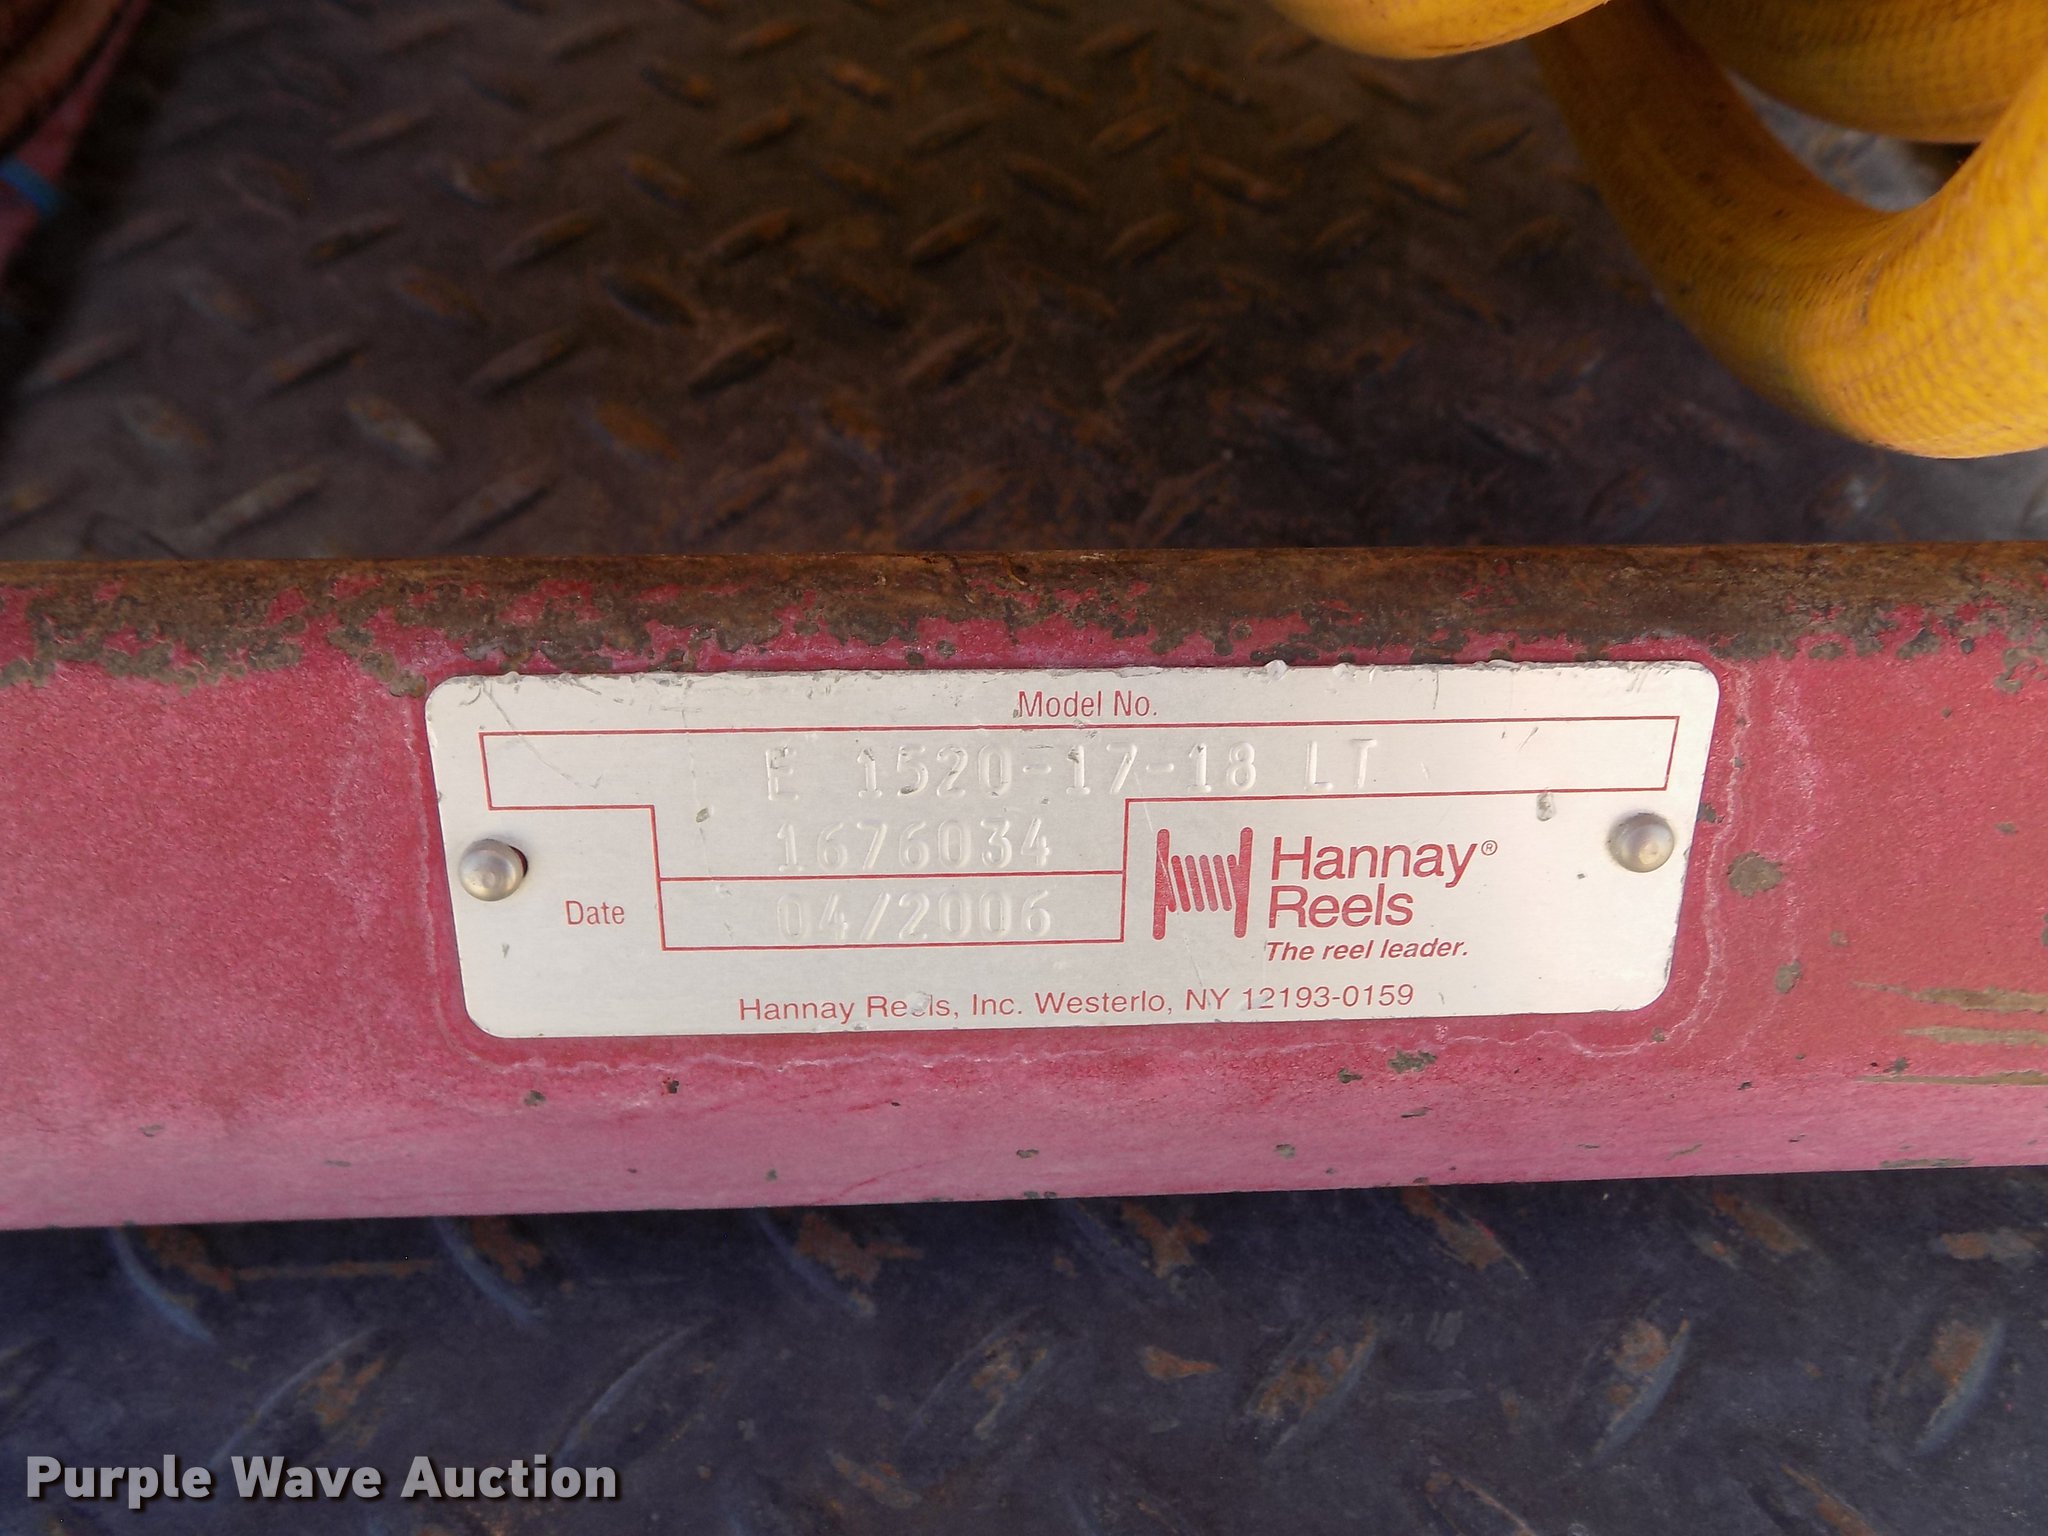 Model No.
E 1520-17-18 LT
1676034
Date 04/2006
Hannay®
Reels
The reel leader.
Hannay Reels, Inc. Westerlo, NY 12193-0159
Purple Wave Auction